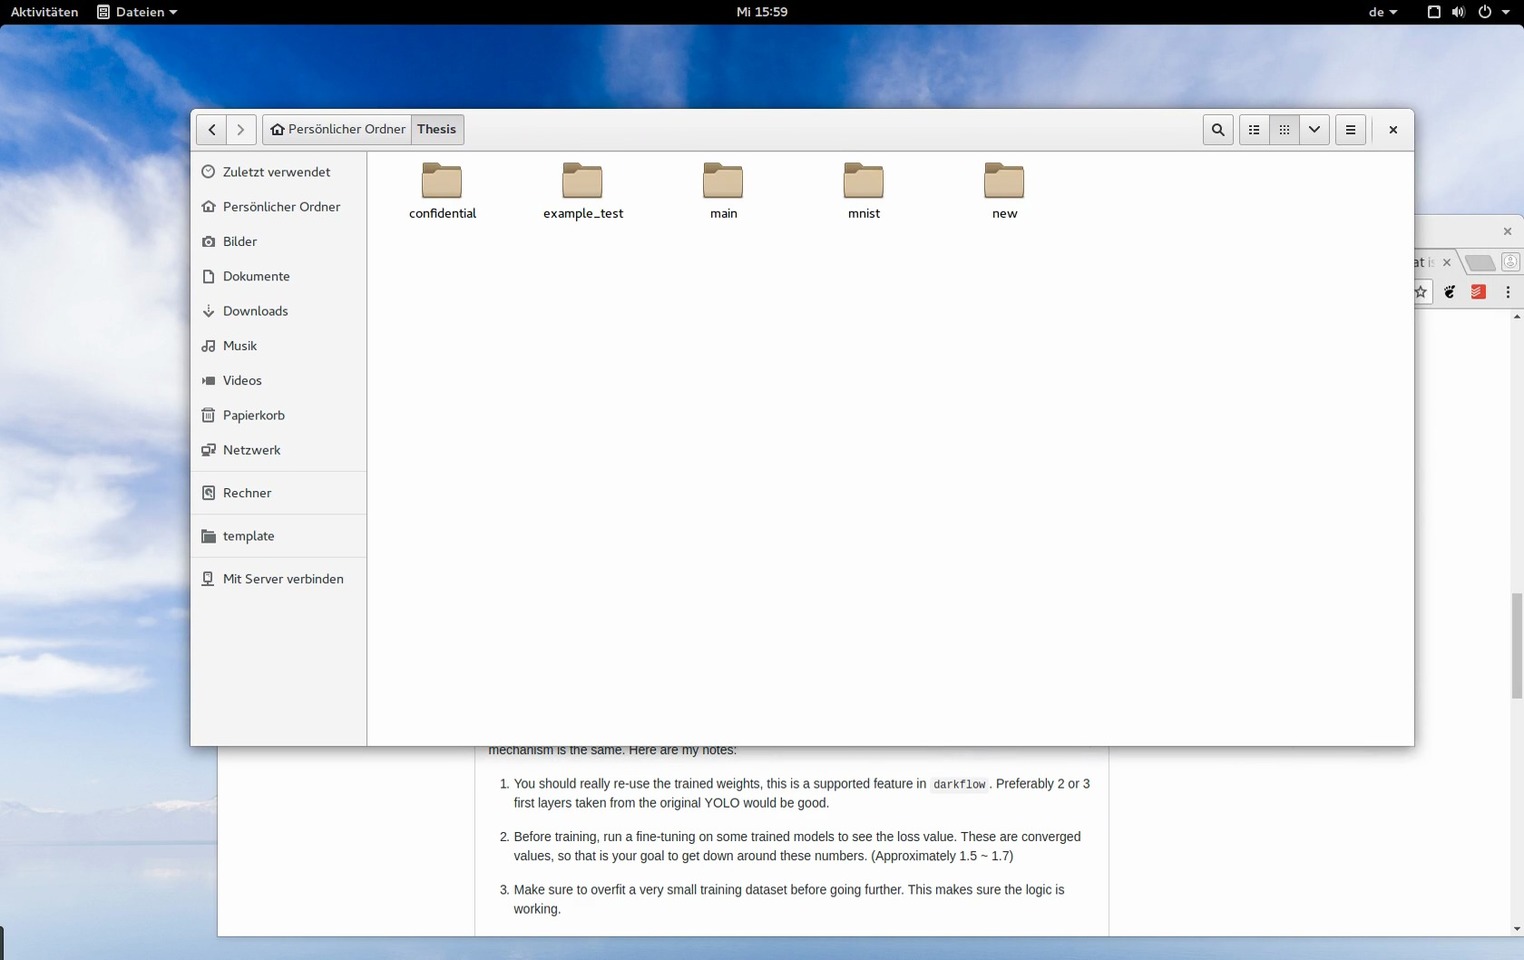 Aktivitäten Dateien Mi 15:59 de
Persönlicher Ordner Thesis
Zuletzt verwendet
Persönlicher Ordner
Bilder
Dokumente
Downloads
Musik
Videos
Papierkorb
Netzwerk
Rechner
template
Mit Server verbinden
confidential example_test main mnist new
at is
mechanism is the same. Here are my notes:
1. You should really re-use the trained weights, this is a supported feature in darkflow. Preferably 2 or 3
first layers taken from the original YOLO would be good.
2. Before training, run a fine-tuning on some trained models to see the loss value. These are converged
values, so that is your goal to get down around these numbers. (Approximately 1.5 ~ 1.7)
3. Make sure to overfit a very small training dataset before going further. This makes sure the logic is
working.